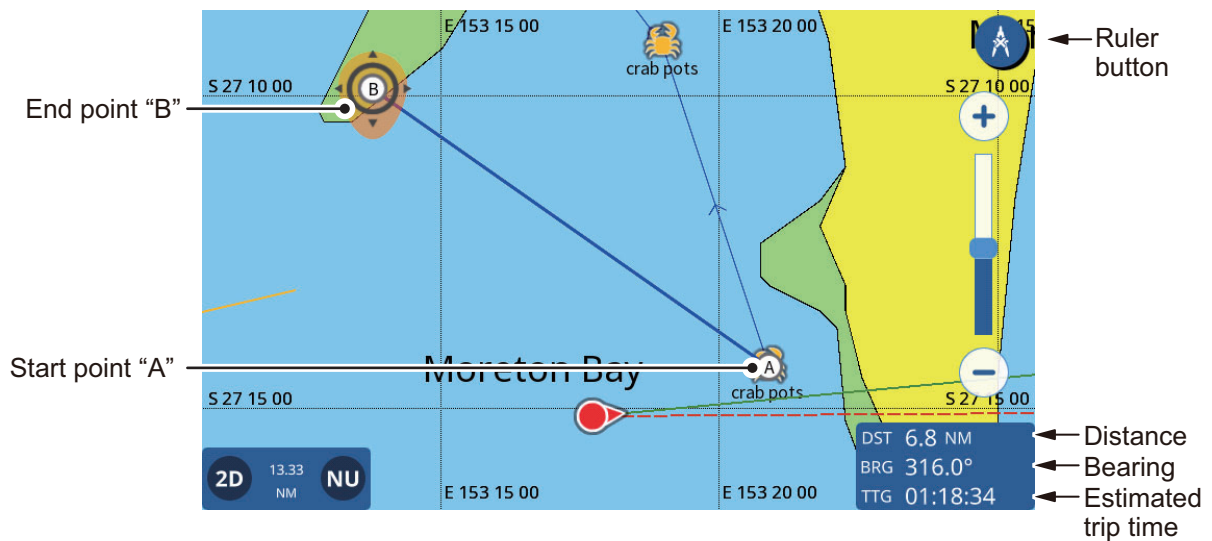 E 153 15 00
E 153 20 00
Ruler
button
crab pots
S 27 10 00
S 27 10 00
B
End point “B”
+
Start point “A”
Moreton Bay
A
−
crab pots
S 27 15 00
S 27 15 00
DST 6.8 NM
Distance
BRG 316.0°
Bearing
2D
13.33
NM
NU
TTG 01:18:34
Estimated
trip time
E 153 15 00
E 153 20 00